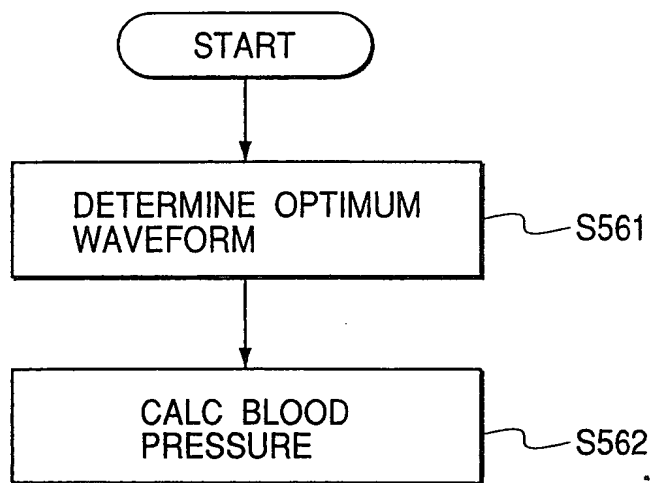 START
DETERMINE OPTIMUM
WAVEFORM
S561
CALC BLOOD
PRESSURE
S562